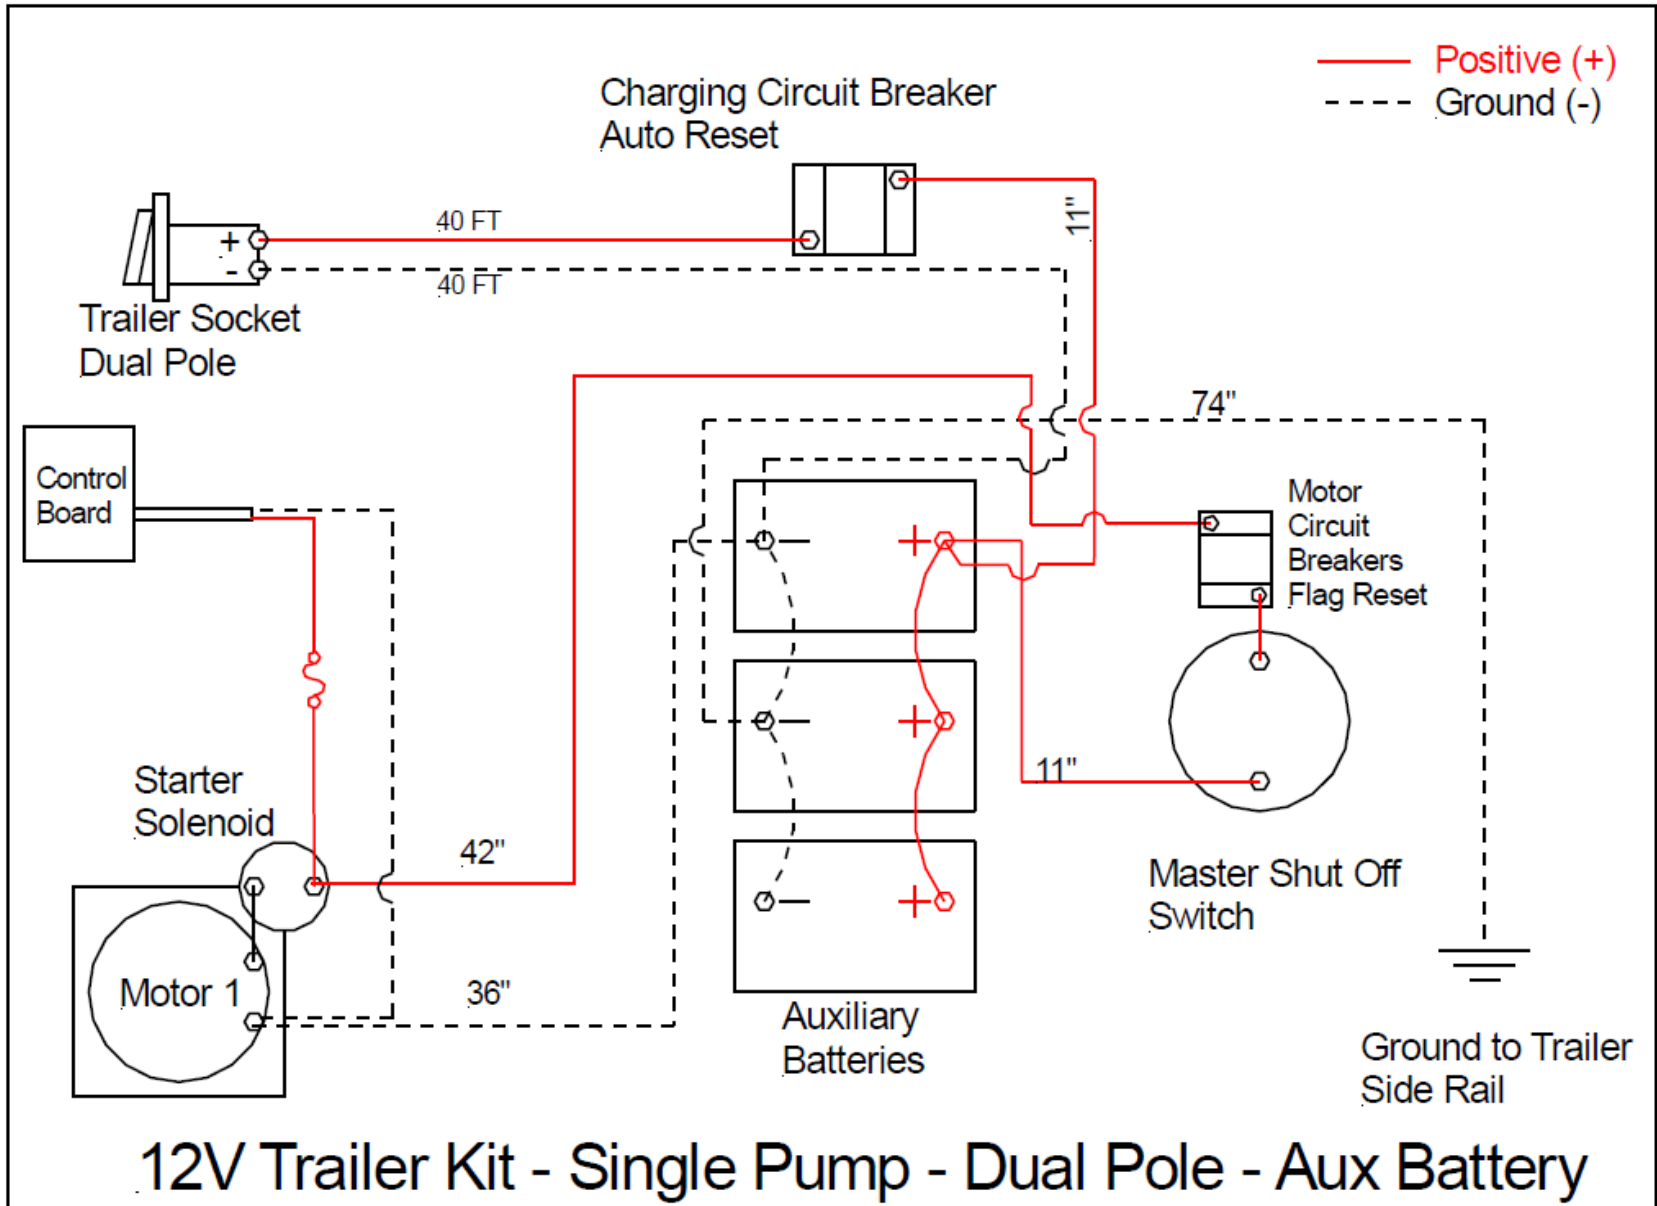 Positive (+)
Ground (-)
Charging Circuit Breaker
Auto Reset
40 FT
11"
+
-
40 FT
Trailer Socket
Dual Pole
74"
Control
Board
Motor
Circuit
Breakers
Flag Reset
— +
— +
11"
Starter
Solenoid
42"
Master Shut Off
Switch
— +
Motor 1
36"
Auxiliary
Batteries
Ground to Trailer
Side Rail
12V Trailer Kit - Single Pump - Dual Pole - Aux Battery